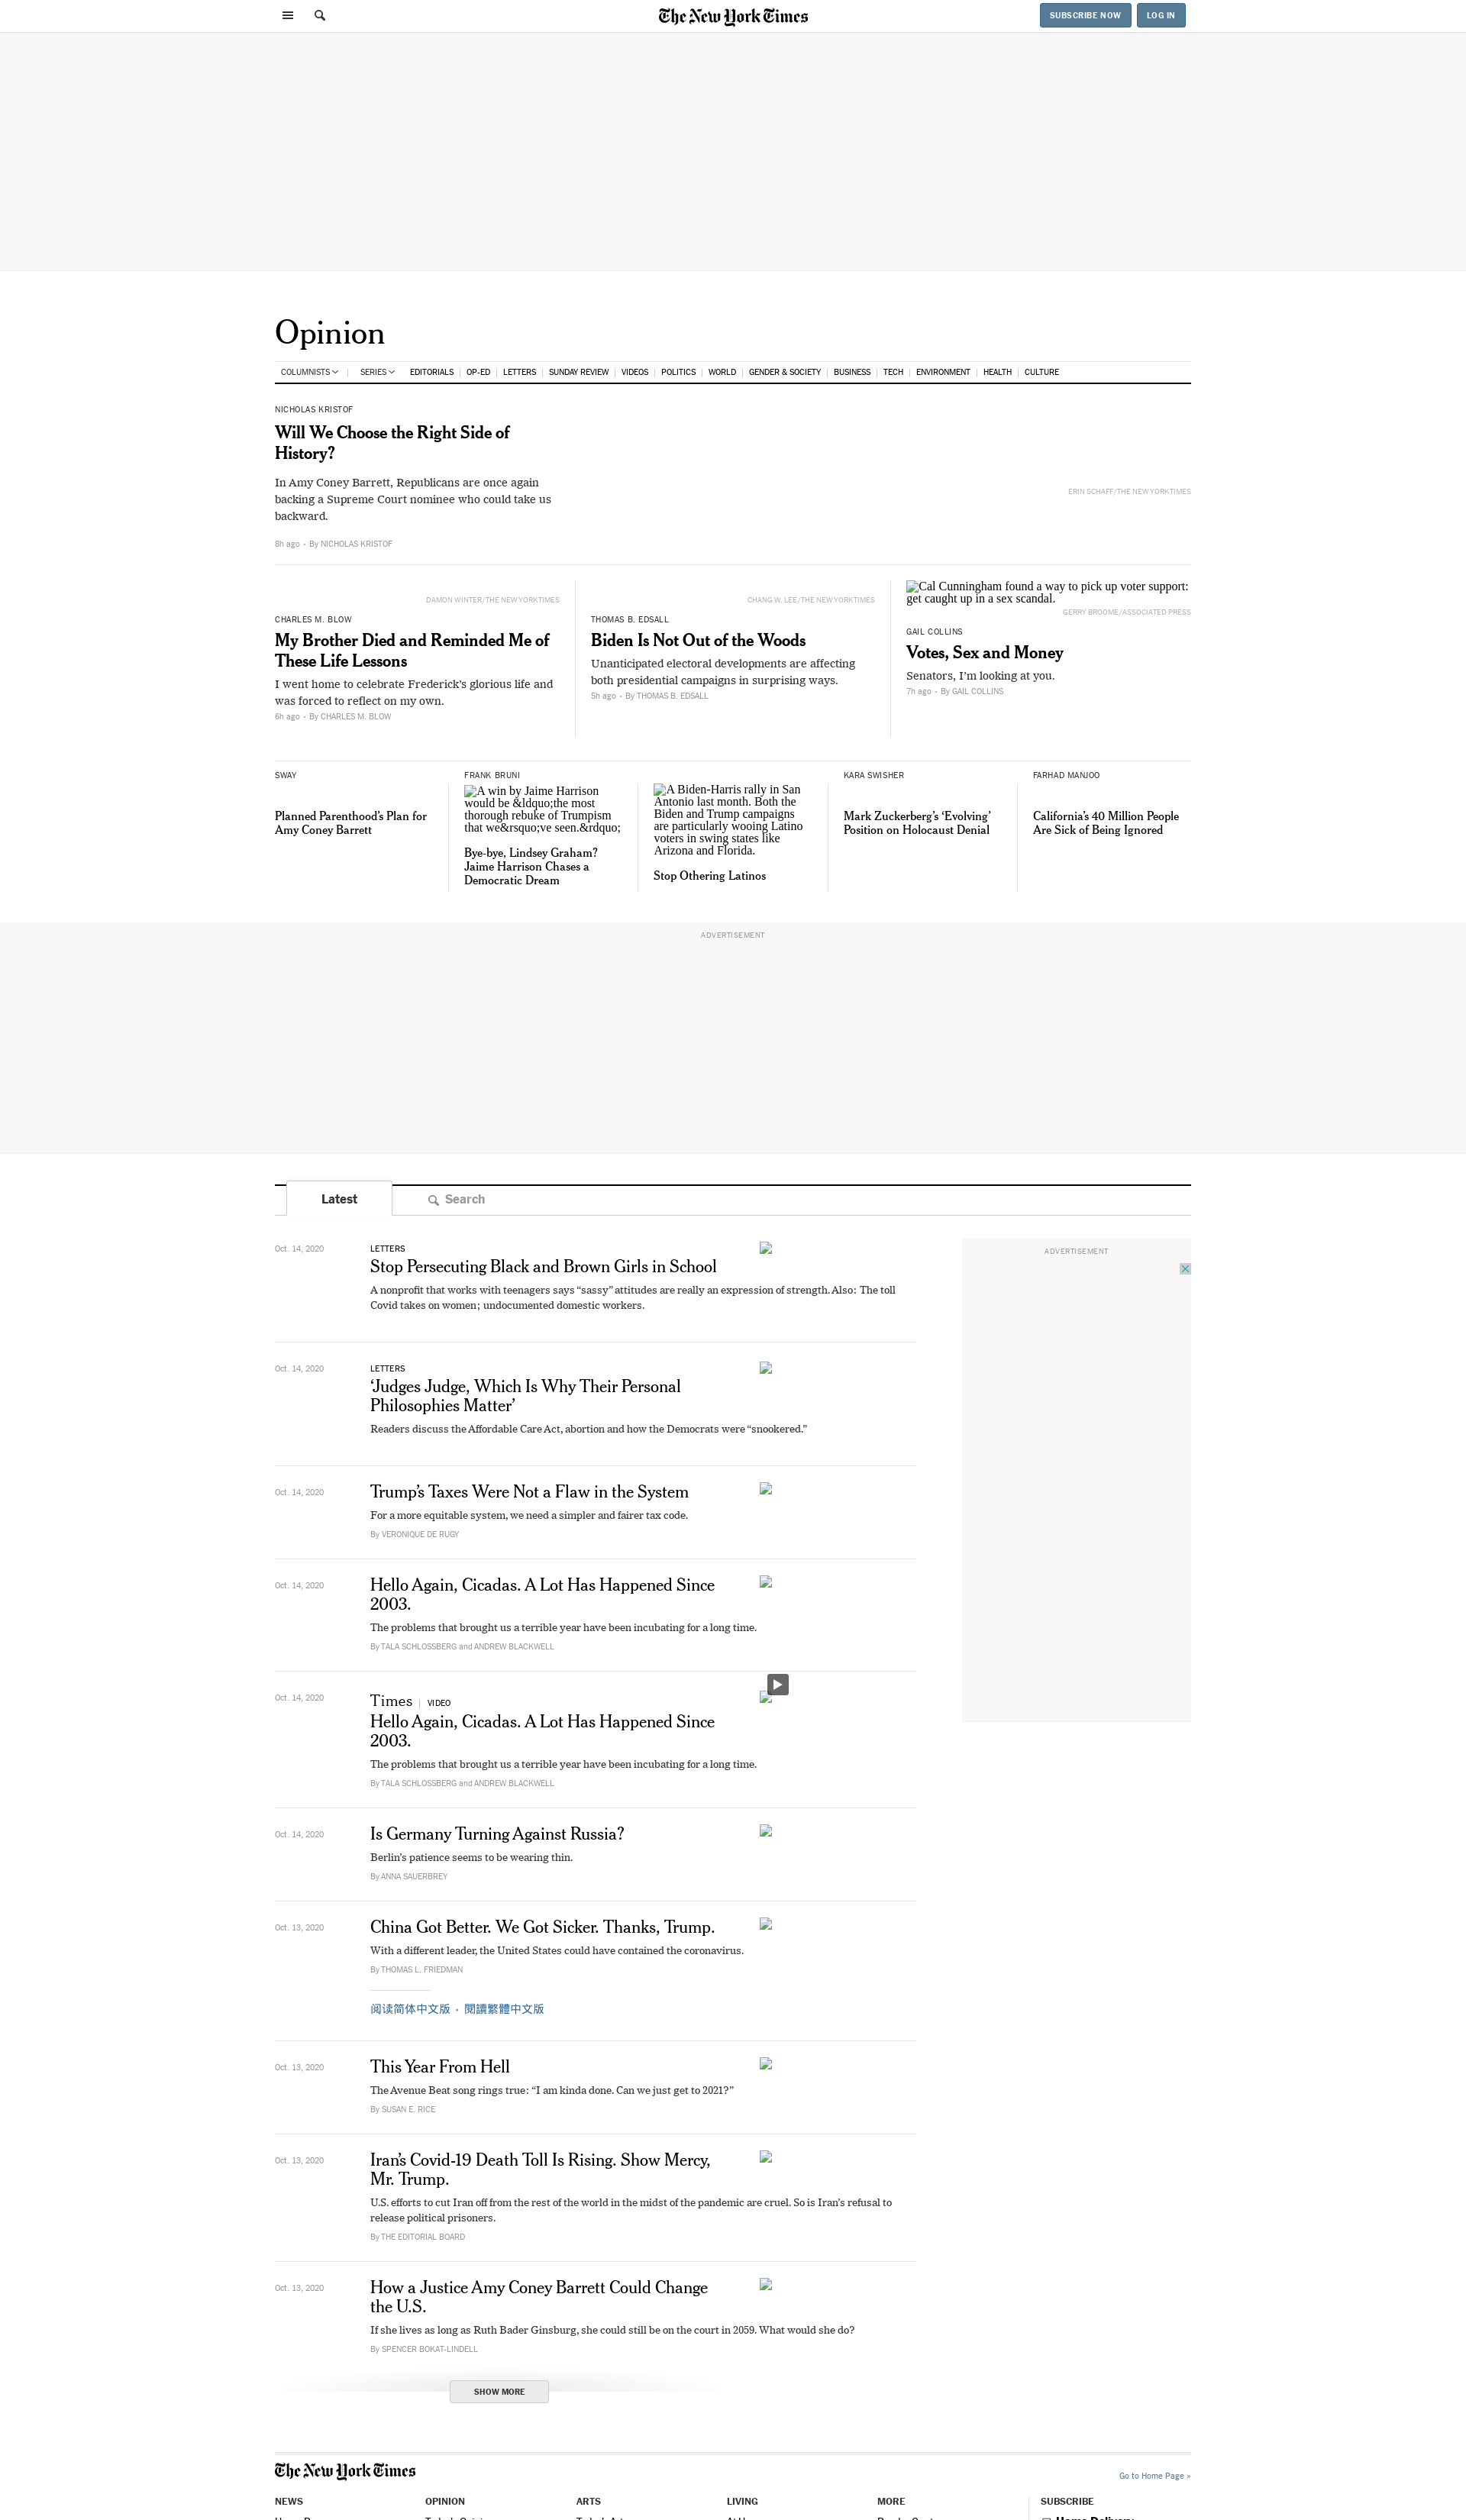 The New York Times
SUBSCRIBE NOW
LOG IN
Opinion
COLUMNISTS
SERIES
EDITORIALS
OP-ED
LETTERS
SUNDAY REVIEW
VIDEOS
POLITICS
WORLD
GENDER & SOCIETY
BUSINESS
TECH
ENVIRONMENT
HEALTH
CULTURE
NICHOLAS KRISTOF
Will We Choose the Right Side of
History?
In Amy Coney Barrett, Republicans are once again
backing a Supreme Court nominee who could take us
backward.
8h ago • By NICHOLAS KRISTOF
ERIN SCHAFF/THE NEW YORK TIMES
DAMON WINTER/THE NEW YORK TIMES
CHARLES M. BLOW
My Brother Died and Reminded Me of
These Life Lessons
I went home to celebrate Frederick's glorious life and
was forced to reflect on my own.
6h ago • By CHARLES M. BLOW
CHANG W. LEE/THE NEW YORK TIMES
THOMAS B. EDSALL
Biden Is Not Out of the Woods
Unanticipated electoral developments are affecting
both presidential campaigns in surprising ways.
5h ago • By THOMAS B. EDSALL
Cal Cunningham found a way to pick up voter support:
get caught up in a sex scandal.
GERRY BROOME/ASSOCIATED PRESS
GAIL COLLINS
Votes, Sex and Money
Senators, I'm looking at you.
7h ago • By GAIL COLLINS
SWAY
Planned Parenthood's Plan for
Amy Coney Barrett
FRANK BRUNI
A win by Jaime Harrison
would be &ldquo;the most
thorough rebuke of Trumpism
that we&rsquo;ve seen.&rdquo;
Bye-bye, Lindsey Graham?
Jaime Harrison Chases a
Democratic Dream
A Biden-Harris rally in San
Antonio last month. Both the
Biden and Trump campaigns
are particularly wooing Latino
voters in swing states like
Arizona and Florida.
Stop Othering Latinos
KARA SWISHER
Mark Zuckerberg's ‘Evolving’
Position on Holocaust Denial
FARHAD MANJOO
California's 40 Million People
Are Sick of Being Ignored
ADVERTISEMENT
Latest
Search
ADVERTISEMENT
Oct. 14, 2020
LETTERS
Stop Persecuting Black and Brown Girls in School
A nonprofit that works with teenagers says “sassy” attitudes are really an expression of strength. Also: The toll
Covid takes on women; undocumented domestic workers.
Oct. 14, 2020
LETTERS
‘Judges Judge, Which Is Why Their Personal
Philosophies Matter’
Readers discuss the Affordable Care Act, abortion and how the Democrats were “snookered.”
Oct. 14, 2020
Trump's Taxes Were Not a Flaw in the System
For a more equitable system, we need a simpler and fairer tax code.
By VERONIQUE DE RUGY
Oct. 14, 2020
Hello Again, Cicadas. A Lot Has Happened Since
2003.
The problems that brought us a terrible year have been incubating for a long time.
By TALA SCHLOSSBERG and ANDREW BLACKWELL
Oct. 14, 2020
Times | VIDEO
Hello Again, Cicadas. A Lot Has Happened Since
2003.
The problems that brought us a terrible year have been incubating for a long time.
By TALA SCHLOSSBERG and ANDREW BLACKWELL
Oct. 14, 2020
Is Germany Turning Against Russia?
Berlin's patience seems to be wearing thin.
By ANNA SAUERBREY
Oct. 13, 2020
China Got Better. We Got Sicker. Thanks, Trump.
With a different leader, the United States could have contained the coronavirus.
By THOMAS L. FRIEDMAN
阅读简体中文版 • 閱讀繁體中文版
Oct. 13, 2020
This Year From Hell
The Avenue Beat song rings true: “I am kinda done. Can we just get to 2021?”
By SUSAN E. RICE
Oct. 13, 2020
Iran's Covid-19 Death Toll Is Rising. Show Mercy,
Mr. Trump.
U.S. efforts to cut Iran off from the rest of the world in the midst of the pandemic are cruel. So is Iran's refusal to
release political prisoners.
By THE EDITORIAL BOARD
Oct. 13, 2020
How a Justice Amy Coney Barrett Could Change
the U.S.
If she lives as long as Ruth Bader Ginsburg, she could still be on the court in 2059. What would she do?
By SPENCER BOKAT-LINDELL
SHOW MORE
The New York Times
Go to Home Page »
NEWS
OPINION
ARTS
LIVING
MORE
SUBSCRIBE